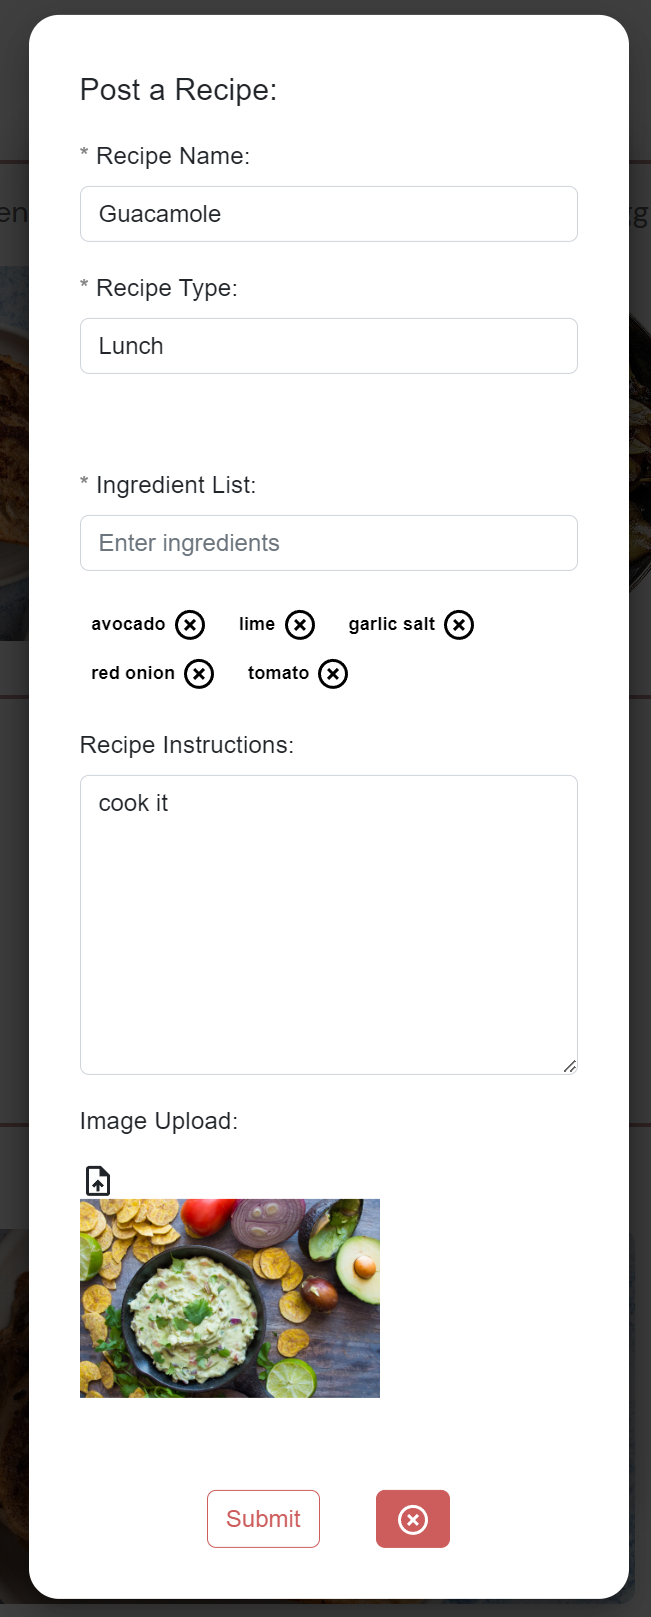 Post a Recipe:
* Recipe Name:
Guacamole
* Recipe Type:
Lunch
* Ingredient List:
Enter ingredients
avocado lime garlic salt
red onion tomato
Recipe Instructions:
cook it
Image Upload:
Submit